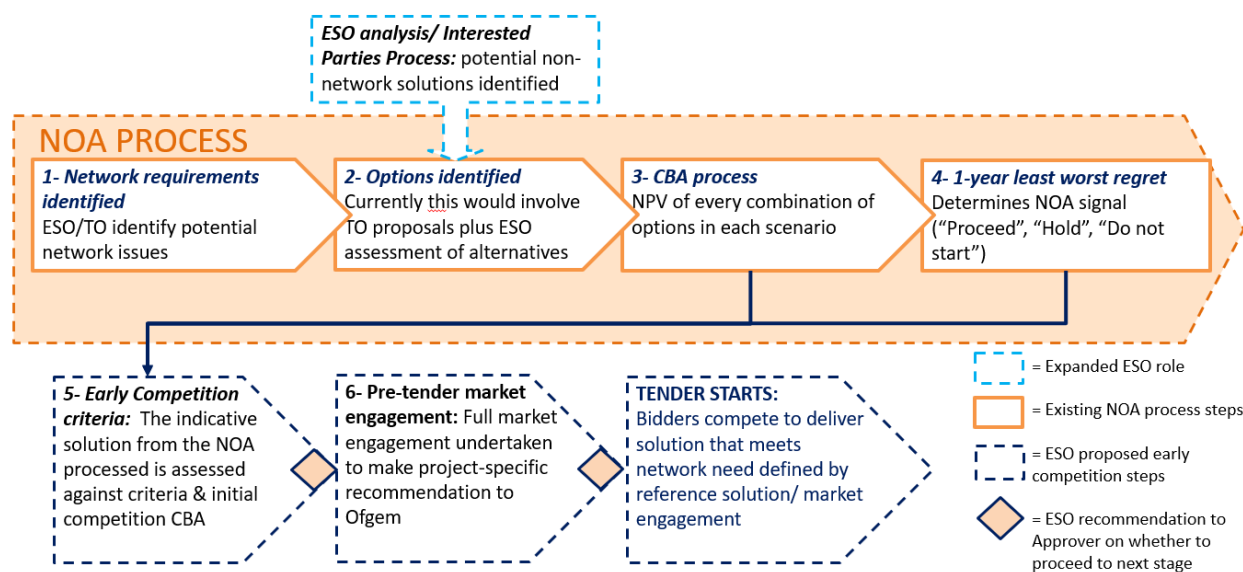 ESO analysis/ Interested
Parties Process: potential non-
network solutions identified
NOA PROCESS
1- Network requirements
identified
ESO/TO identify potential
network issues
2- Options identified
Currently this would involve
TO proposals plus ESO
assessment of alternatives
3- CBA process
NPV of every combination of
options in each scenario
4- 1-year least worst regret
Determines NOA signal
(“Proceed”, “Hold”, “Do not
start”)
5- Early Competition
criteria: The indicative
solution from the NOA
processed is assessed
against criteria & initial
competition CBA
6- Pre-tender market
engagement: Full market
engagement undertaken
to make project-specific
recommendation to
Ofgem
TENDER STARTS:
Bidders compete to deliver
solution that meets
network need defined by
reference solution/ market
engagement
= Expanded ESO role
= Existing NOA process steps
= ESO proposed early
competition steps
= ESO recommendation to
Approver on whether to
proceed to next stage